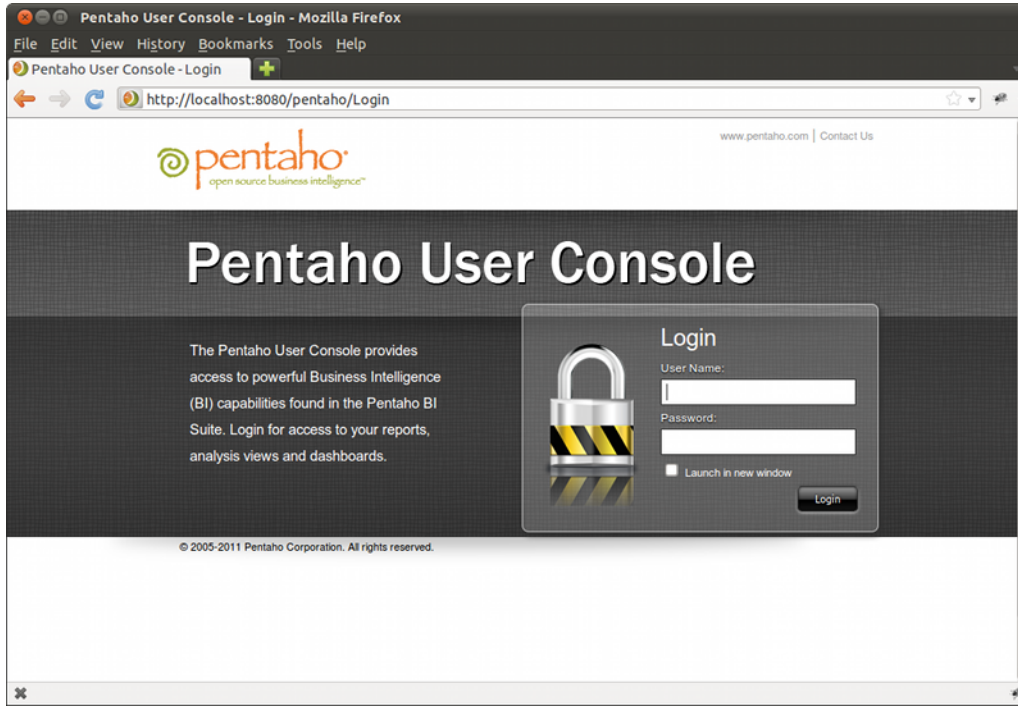 Pentaho User Console - Login - Mozilla Firefox
File Edit View History Bookmarks Tools Help
Pentaho User Console - Login
http://localhost:8080/pentaho/Login
www.pentaho.com | Contact Us
pentaho
open source business intelligence™
Pentaho User Console
The Pentaho User Console provides
access to powerful Business Intelligence
(BI) capabilities found in the Pentaho BI
Suite. Login for access to your reports,
analysis views and dashboards.
Login
User Name:
Password:
Launch in new window
Login
© 2005-2011 Pentaho Corporation. All rights reserved.